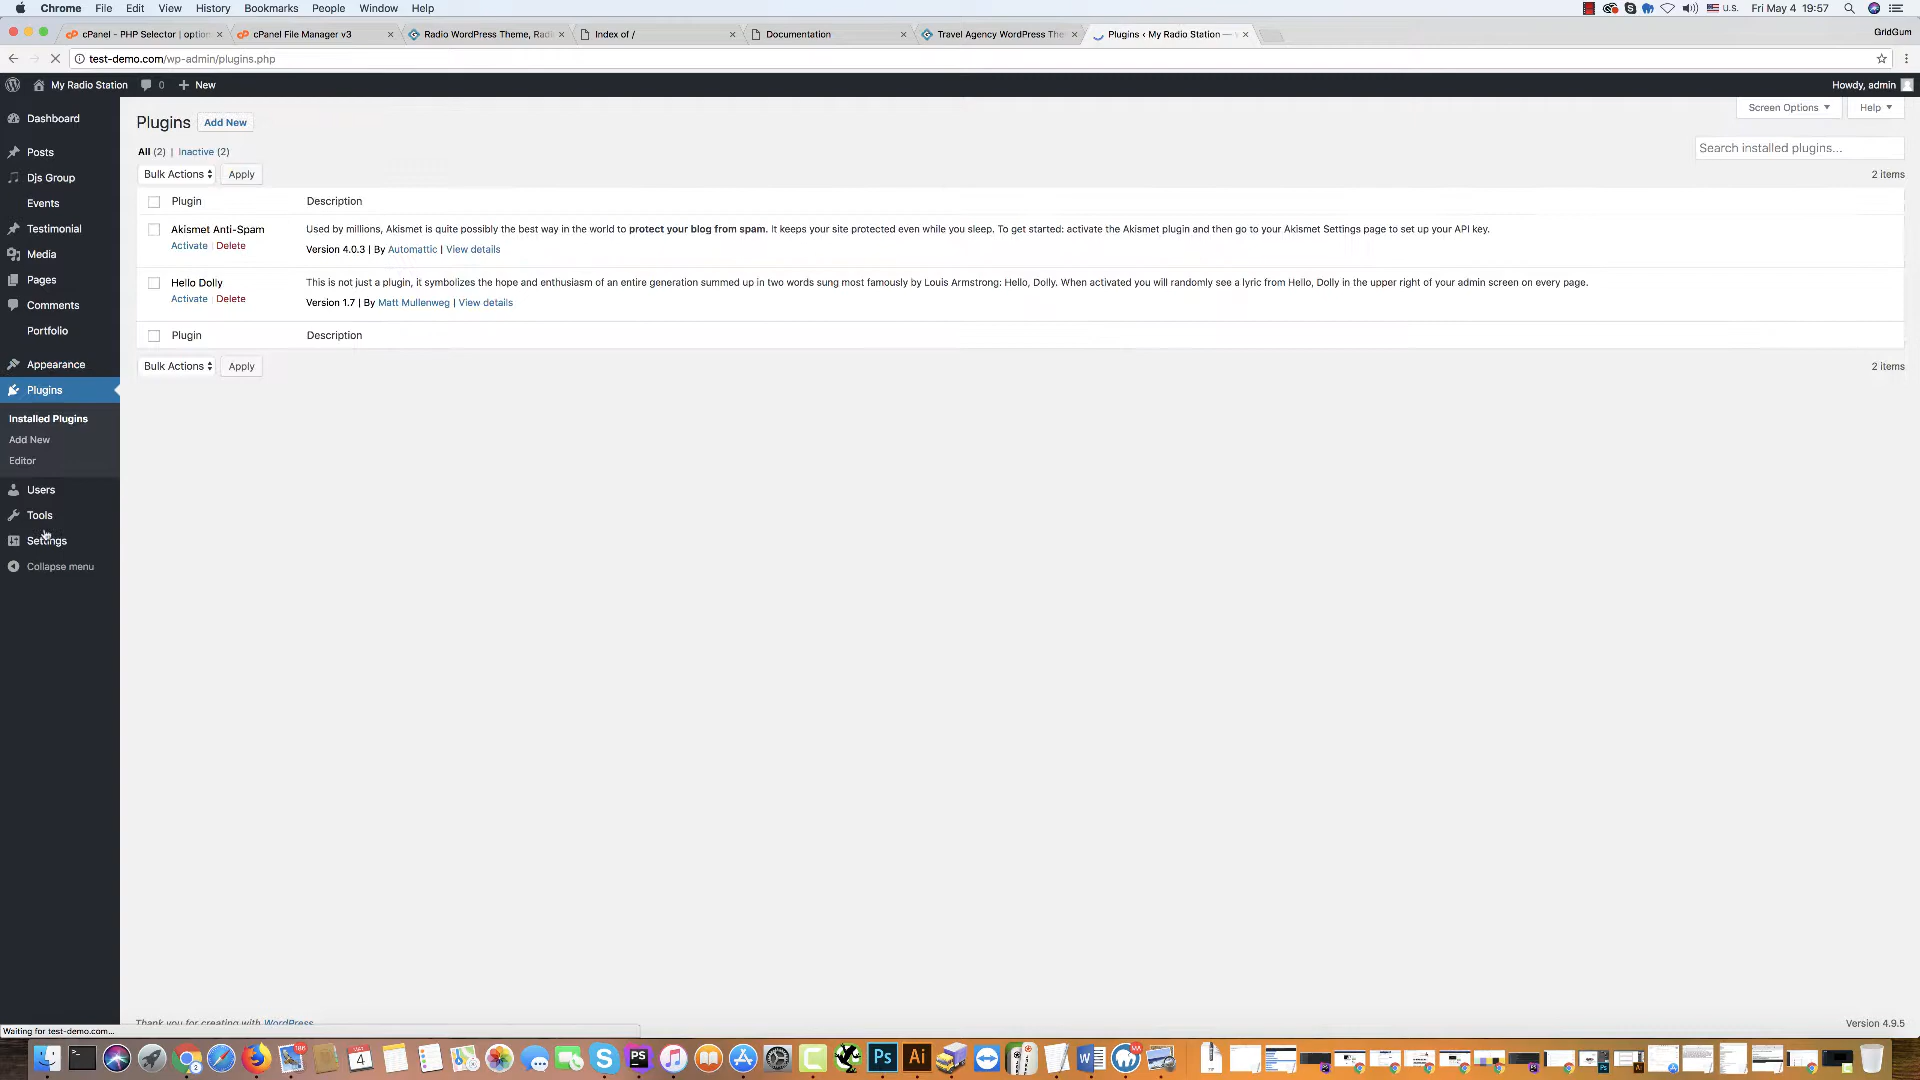 Chrome File Edit View History Bookmarks People Window Help U.S. Fri May 4 19:57
cPanel - PHP Selector | option cPanel File Manager v3 Radio WordPress Theme, Rad Index of / Documentation Travel Agency WordPress The Plugins ‹ My Radio Station — GridGum
test-demo.com/wp-admin/plugins.php
My Radio Station 0 New Howdy, admin
Dashboard
Posts
Djs Group
Events
Testimonial
Media
Pages
Comments
Portfolio
Appearance
Plugins
Installed Plugins
Add New
Editor
Users
Tools
Settings
Collapse menu
Screen Options Help
Plugins Add New
All (2) | Inactive (2)
Search installed plugins...
Bulk Actions Apply 2 items
Plugin Description
Akismet Anti-Spam Used by millions, Akismet is quite possibly the best way in the world to protect your blog from spam. It keeps your site protected even while you sleep. To get started: activate the Akismet plugin and then go to your Akismet Settings page to set up your API key.
Activate | Delete Version 4.0.3 | By Automattic | View details
Hello Dolly This is not just a plugin, it symbolizes the hope and enthusiasm of an entire generation summed up in two words sung most famously by Louis Armstrong: Hello, Dolly. When activated you will randomly see a lyric from Hello, Dolly in the upper right of your admin screen on every page.
Activate | Delete Version 1.7 | By Matt Mullenweg | View details
Plugin Description
Bulk Actions Apply 2 items
Thank you for creating with WordPress Version 4.9.5
Waiting for test-demo.com...